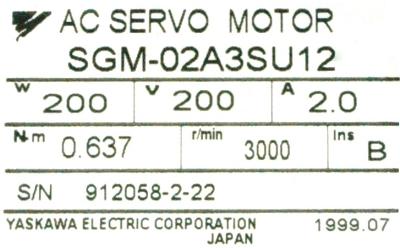 AC SERVO MOTOR
SGM-02A3SU12
W 200 V 200 A 2.0
N·m 0.637 r/min 3000 Ins B
S/N 912058-2-22
YASKAWA ELECTRIC CORPORATION 1999.07
JAPAN